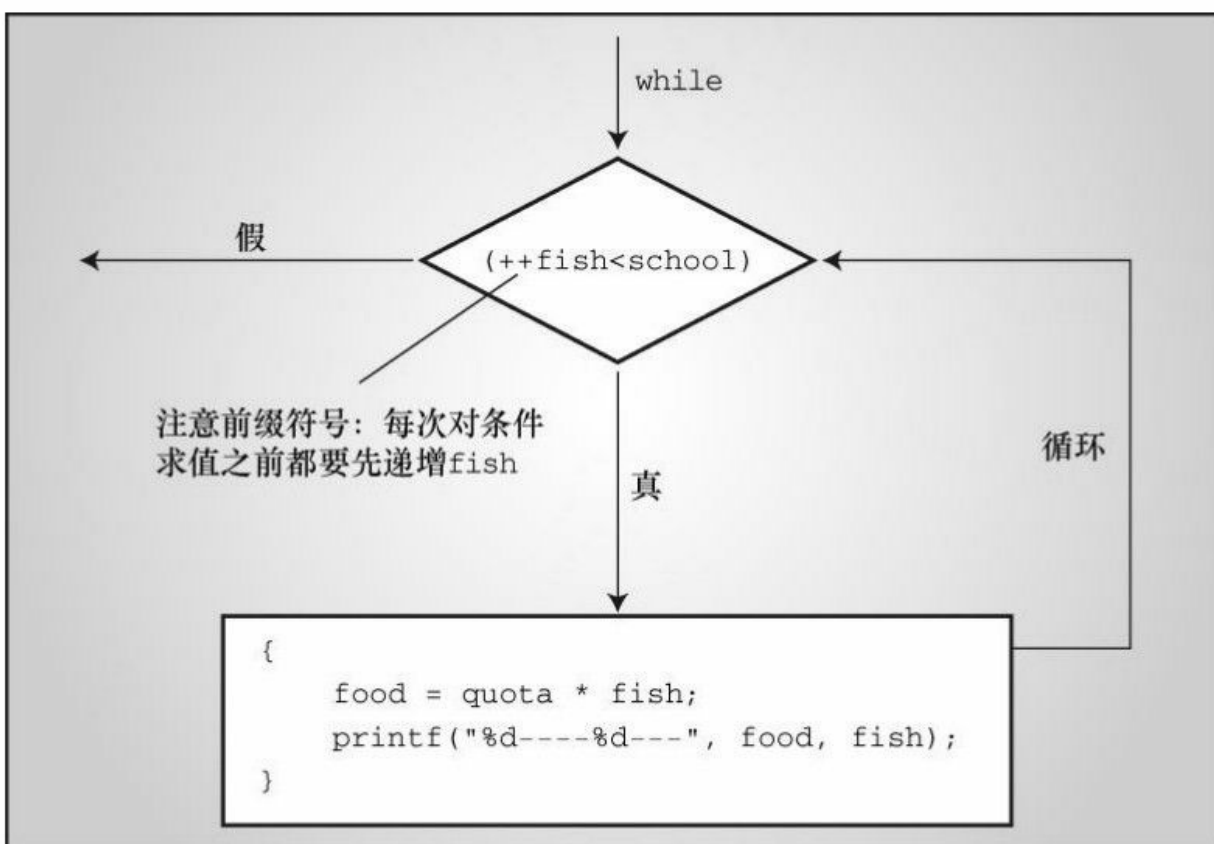 while
假
(++fish<school)
注意前缀符号：每次对条件
求值之前都要先递增fish
真
循环
{
food = quota * fish;
printf("%d----%d---", food, fish);
}